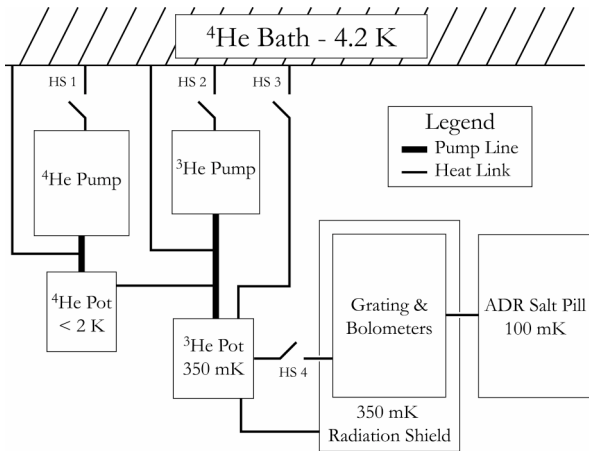 ⁴He Bath - 4.2 K
HS 1
HS 2
HS 3
Legend
Pump Line
Heat Link
⁴He Pump
³He Pump
⁴He Pot
< 2 K
³He Pot
350 mK
HS 4
Grating &
Bolometers
ADR Salt Pill
100 mK
350 mK
Radiation Shield